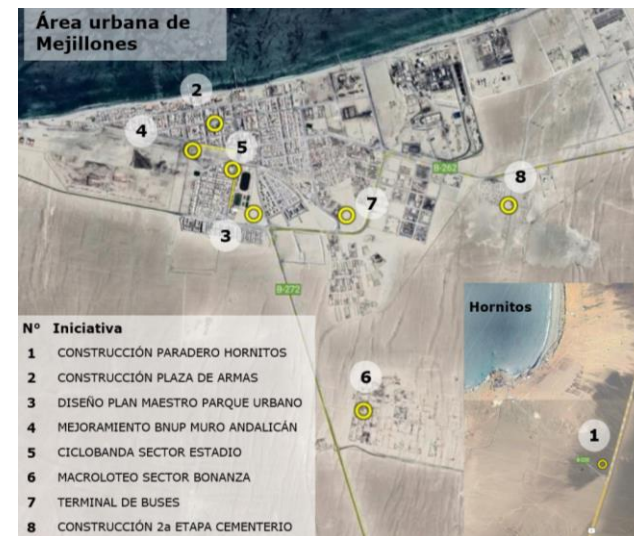 Área urbana de
Mejillones
2
4
5
B-262
8
7
3
B-272
Hornitos
6
1
Nº Iniciativa
1 CONSTRUCCIÓN PARADERO HORNITOS
2 CONSTRUCCIÓN PLAZA DE ARMAS
3 DISEÑO PLAN MAESTRO PARQUE URBANO
4 MEJORAMIENTO BNUP MURO ANDALICÁN
5 CICLOBANDA SECTOR ESTADIO
6 MACROLOTEO SECTOR BONANZA
7 TERMINAL DE BUSES
8 CONSTRUCCIÓN 2a ETAPA CEMENTERIO